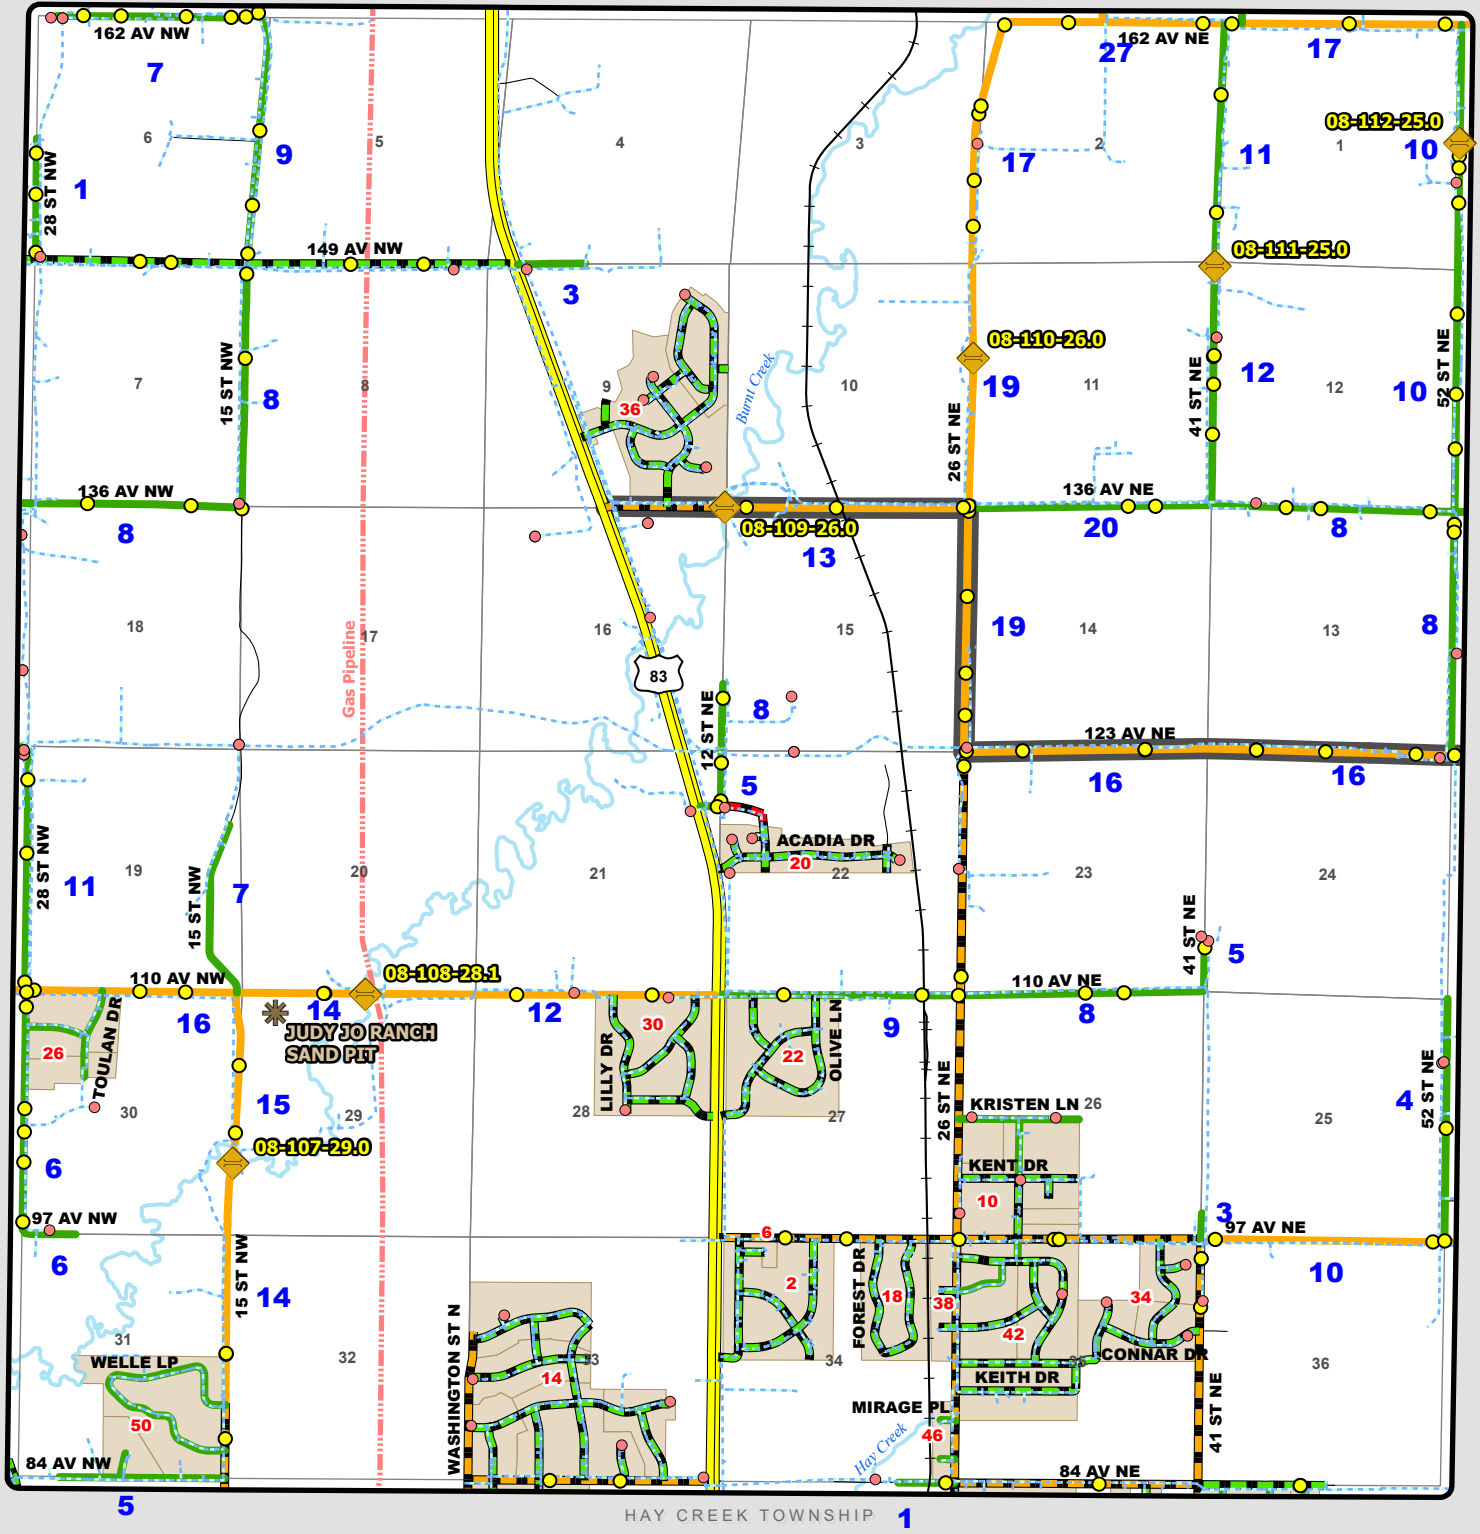 162 AV NW
162 AV NE
27
17
7
08-112-25.0
6
5
4
3
2
1
10
9
17
11
28 ST NW
1
149 AV NW
08-111-25.0
3
08-110-26.0
15 ST NW
7
8
8
9
36
Burnt Creek
10
19
11
41 ST NE
12
12
10
52 ST NE
26 ST NE
136 AV NW
136 AV NE
8
08-109-26.0
13
20
8
18
Gas Pipeline
17
16
15
19
14
13
8
83
12 ST NE
8
123 AV NE
5
16
16
28 ST NW
11
19
15 ST NW
7
20
21
ACADIA DR
20
22
23
24
41 ST NE
5
110 AV NW
08-108-28.1
110 AV NE
16
14
12
9
8
JUDY JO RANCH
SAND PIT
TOULAN DR
26
30
LILLY DR
30
22
OLIVE LN
15
29
28
27
26 ST NE
KRISTEN LN
26
25
4
52 ST NE
08-107-29.0
6
KENT DR
10
97 AV NW
6
3
97 AV NE
6
15 ST NW
14
2
FOREST DR
18
38
42
34
10
31
32
WELLE LP
50
WASHINGTON ST N
33
14
34
35
CONNAR DR
36
KEITH DR
MIRAGE PL
46
41 ST NE
Hay Creek
84 AV NW
84 AV NE
5
HAY CREEK TOWNSHIP
1